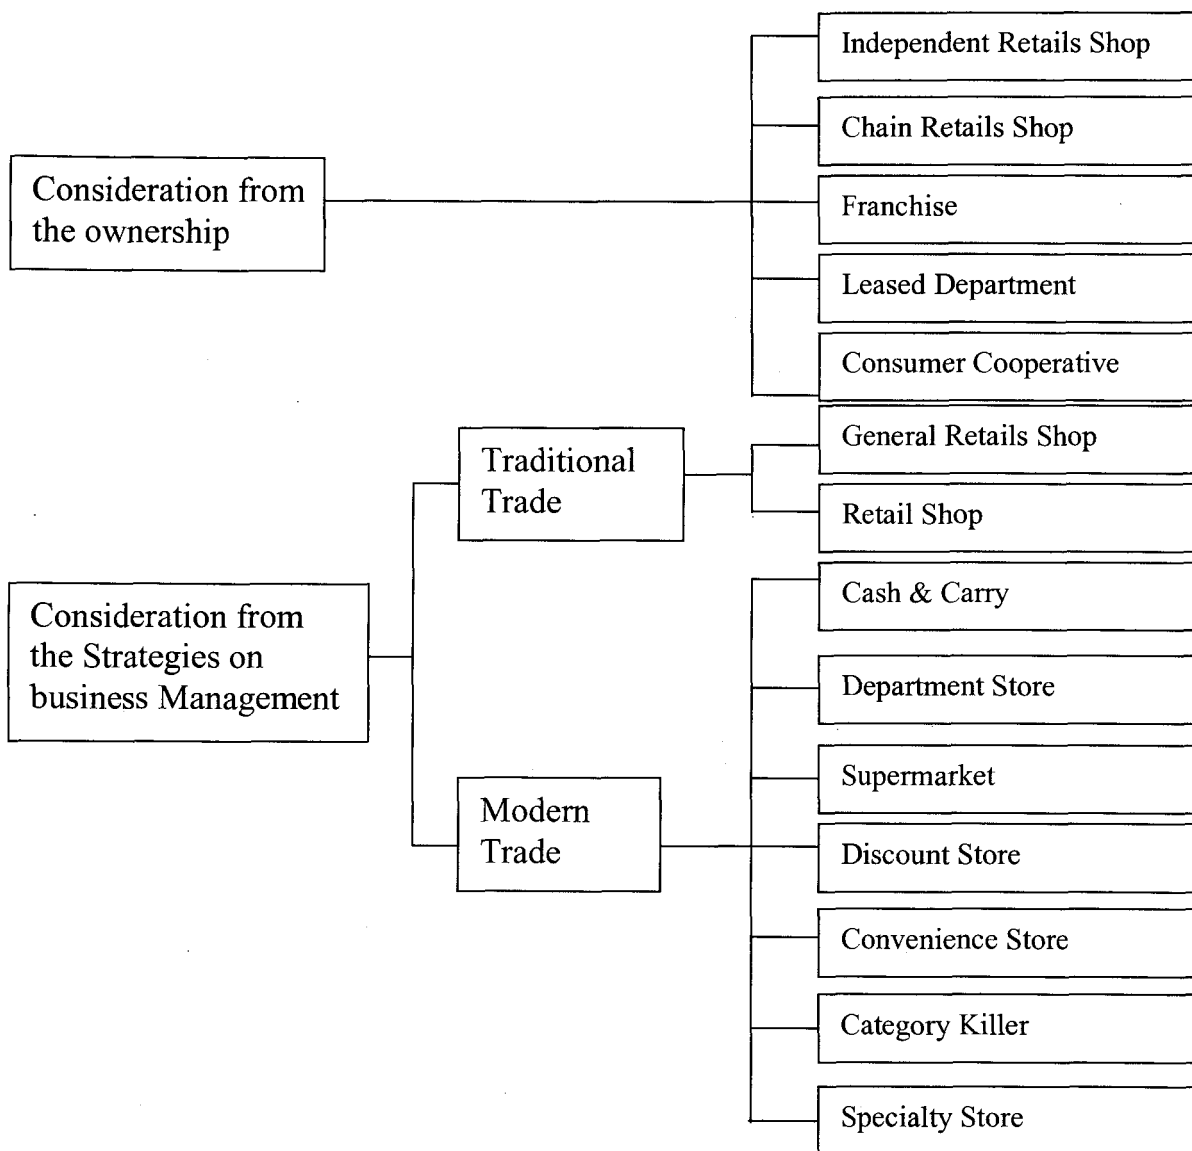 Independent Retails Shop
Chain Retails Shop
Consideration from
the ownership
Franchise
Leased Department
Consumer Cooperative
General Retails Shop
Traditional
Trade
Retail Shop
Cash & Carry
Consideration from
the Strategies on
business Management
Department Store
Supermarket
Modern
Trade
Discount Store
Convenience Store
Category Killer
Specialty Store